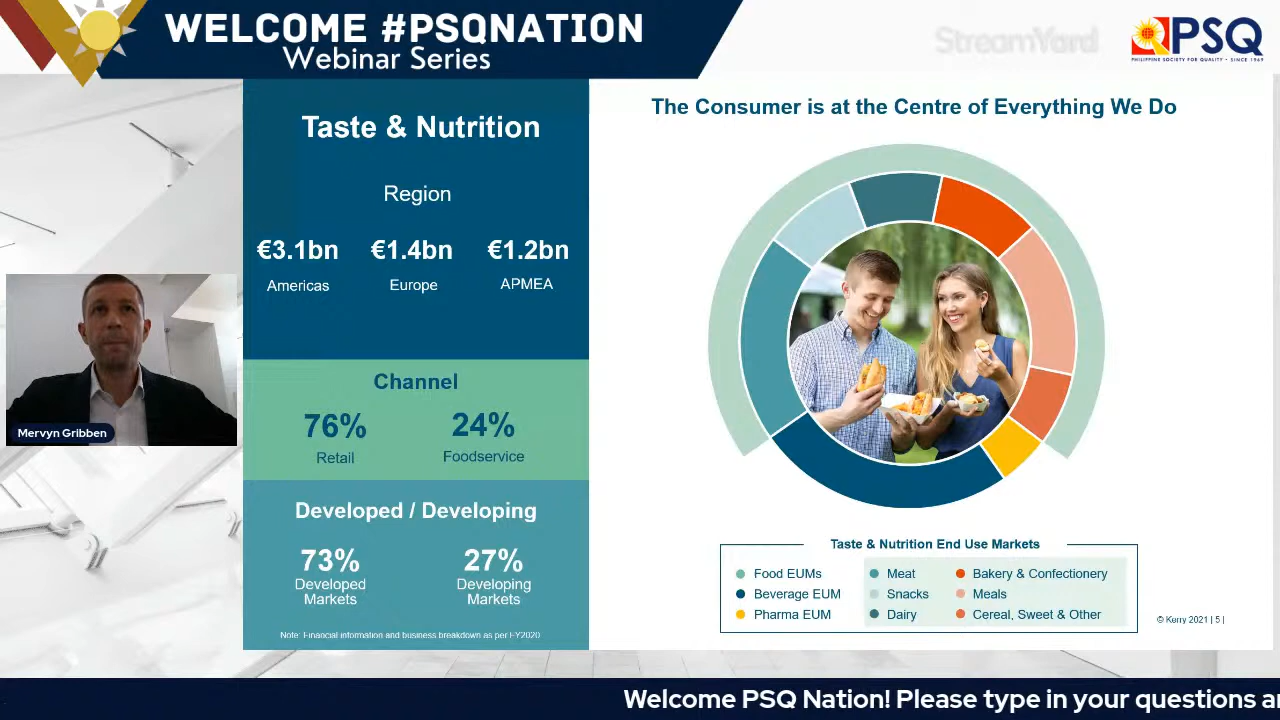 WELCOME #PSQNATION
Webinar Series
StreamYard
PSQ
PHILIPPINE SOCIETY FOR QUALITY • SINCE 1969
Taste & Nutrition
Region
€3.1bn €1.4bn €1.2bn
Americas Europe APMEA
Channel
76% 24%
Retail Foodservice
Developed / Developing
73% 27%
Developed Markets Developing Markets
Note: Financial information and business breakdown as per FY2020
The Consumer is at the Centre of Everything We Do
Taste & Nutrition End Use Markets
Food EUMs Meat Bakery & Confectionery
Beverage EUM Snacks Meals
Pharma EUM Dairy Cereal, Sweet & Other
© Kerry 2021 | 5 |
Mervyn Gribben
Welcome PSQ Nation! Please type in your questions a